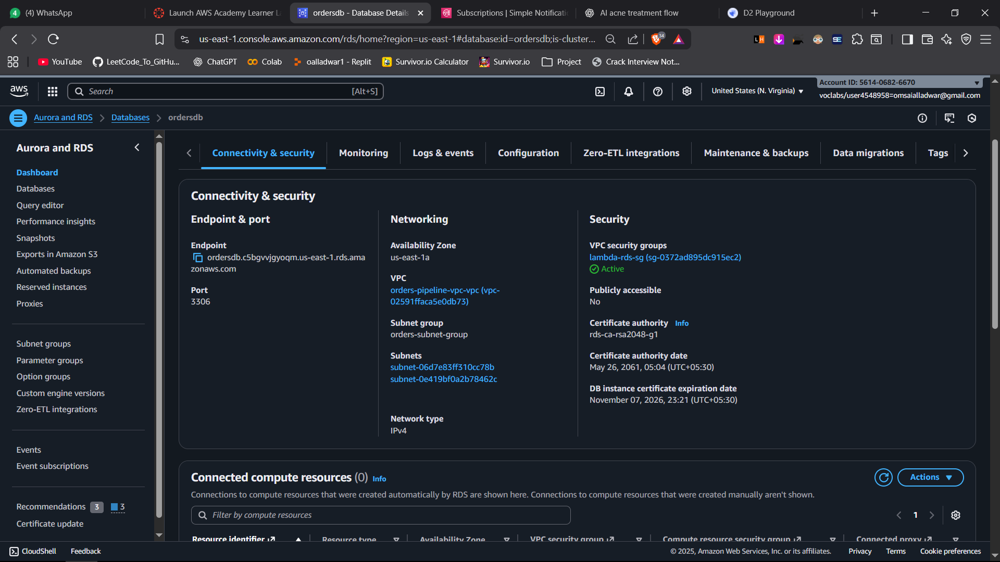 4 (4) WhatsApp
Launch AWS Academy Learner L
ordersdb - Database Details
Subscriptions | Simple Notificati
AI acne treatment flow
D2 Playground
us-east-1.console.aws.amazon.com/rds/home?region=us-east-1#database:id=ordersdb;is-cluster...
34
LH
YouTube
LeetCode_To_GitHu...
ChatGPT
Colab
oalladwar1 - Replit
Survivor.io Calculator
Survivor.io
Project
Crack Interview Not...
aws
Search
[Alt+S]
United States (N. Virginia)
Account ID: 5614-0682-6670
voclabs/user4548958=omsaialladwar@gmail.com
Aurora and RDS
Databases
ordersdb
Aurora and RDS
Dashboard
Databases
Query editor
Performance insights
Snapshots
Exports in Amazon S3
Automated backups
Reserved instances
Proxies
Subnet groups
Parameter groups
Option groups
Custom engine versions
Zero-ETL integrations
Events
Event subscriptions
Recommendations 3 3
Certificate update
Connectivity & security
Monitoring
Logs & events
Configuration
Zero-ETL integrations
Maintenance & backups
Data migrations
Tags
Connectivity & security
Endpoint & port
Endpoint
ordersdb.c5bgvvjgyoqm.us-east-1.rds.ama
zonaws.com
Port
3306
Networking
Availability Zone
us-east-1a
VPC
orders-pipeline-vpc-vpc (vpc-
02591ffaca5e0db73)
Subnet group
orders-subnet-group
Subnets
subnet-06d7e83ff310cc78b
subnet-0e419bf0a2b78462c
Network type
IPv4
Security
VPC security groups
lambda-rds-sg (sg-0372ad895dc915ec2)
Active
Publicly accessible
No
Certificate authority Info
rds-ca-rsa2048-g1
Certificate authority date
May 26, 2061, 05:04 (UTC+05:30)
DB instance certificate expiration date
November 07, 2026, 23:21 (UTC+05:30)
Connected compute resources (0) Info
Actions
Connections to compute resources that were created automatically by RDS are shown here. Connections to compute resources that were created manually aren't shown.
Filter by compute resources
1
Resource identifier
Resource type
Availability Zone
VPC security group
Compute resource security group
Connected proxy
CloudShell
Feedback
© 2025, Amazon Web Services, Inc. or its affiliates.
Privacy
Terms
Cookie preferences